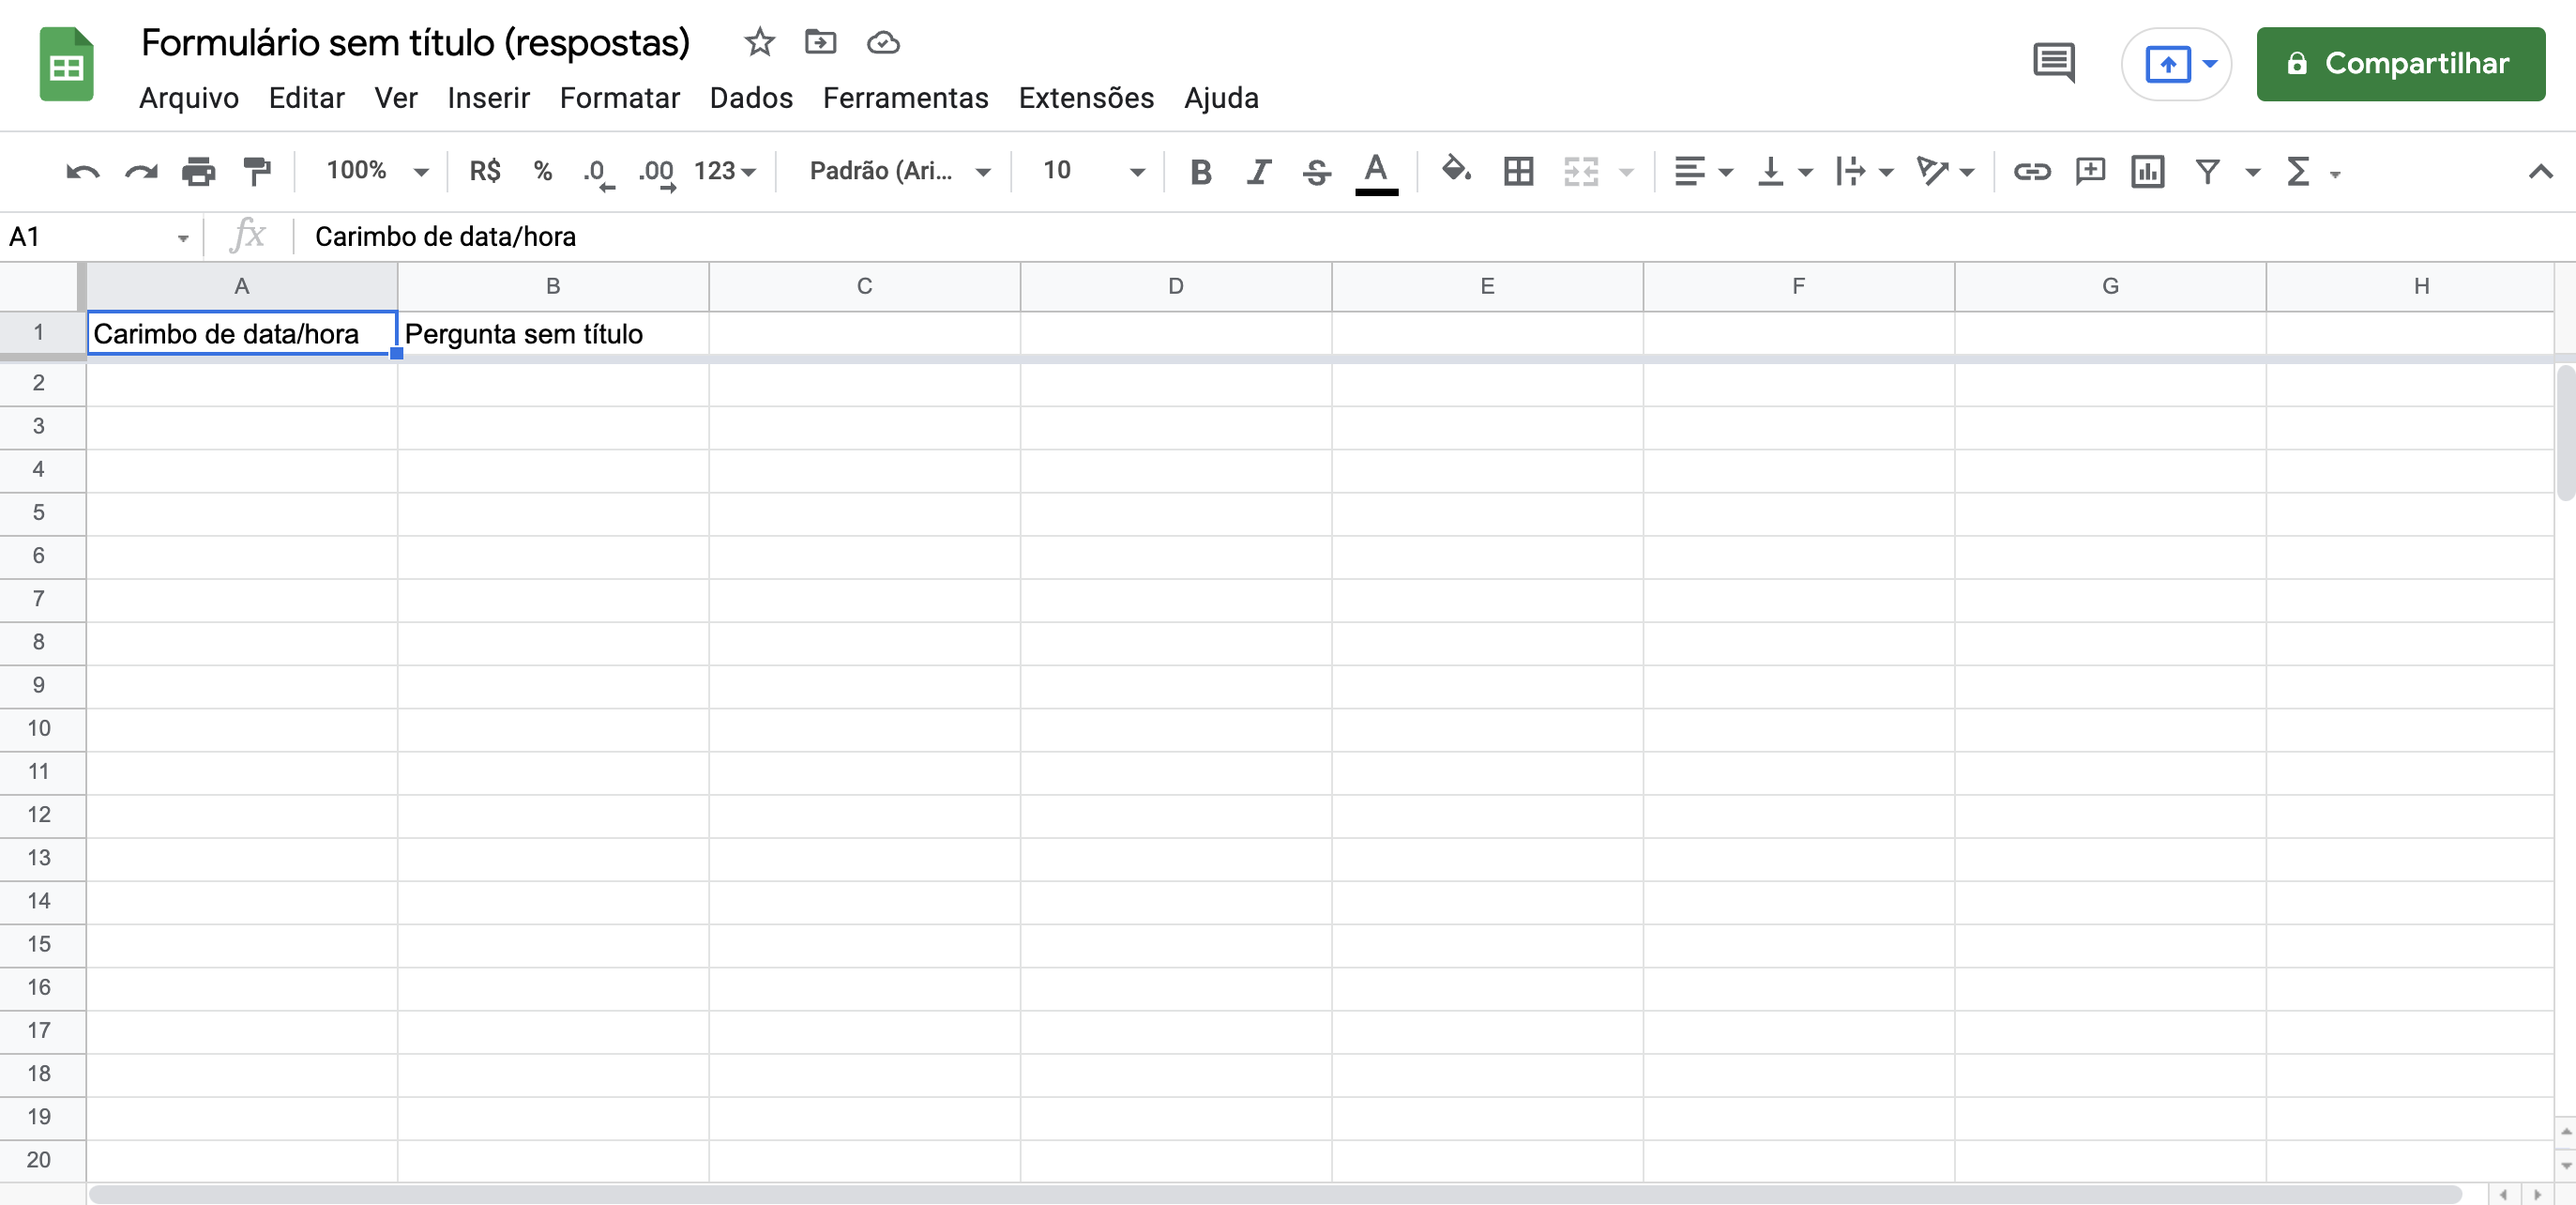 Formulário sem título (respostas)
Arquivo Editar Ver Inserir Formatar Dados Ferramentas Extensões Ajuda
Compartilhar
100% R$ % .0 .00 123 Padrão (Ari... 10 B I S A
A1 fx Carimbo de data/hora
A B C D E F G H
1 Carimbo de data/hora Pergunta sem título
2
3
4
5
6
7
8
9
10
11
12
13
14
15
16
17
18
19
20